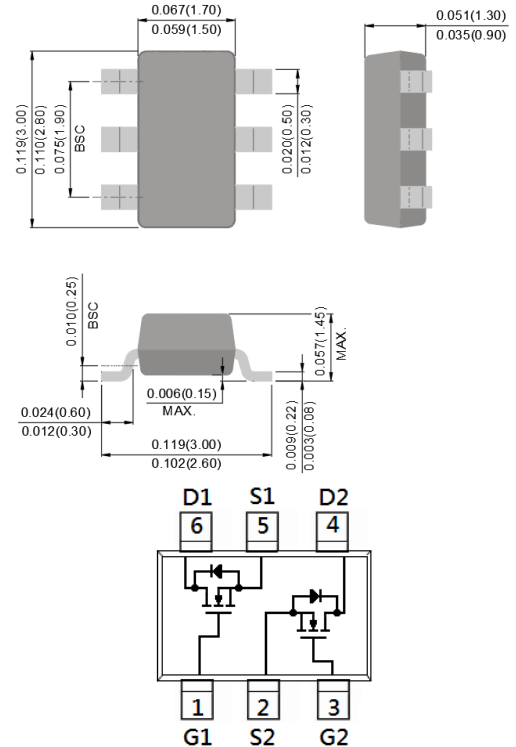 0.067(1.70)
0.059(1.50)
0.051(1.30)
0.035(0.90)
0.119(3.00)
0.110(2.80)
0.075(1.90)
BSC
0.020(0.50)
0.012(0.30)
0.010(0.25)
BSC
0.006(0.15)
MAX.
0.057(1.45)
MAX.
0.024(0.60)
0.012(0.30)
0.009(0.22)
0.003(0.08)
0.119(3.00)
0.102(2.60)
D1 S1 D2
6 5 4
1 2 3
G1 S2 G2